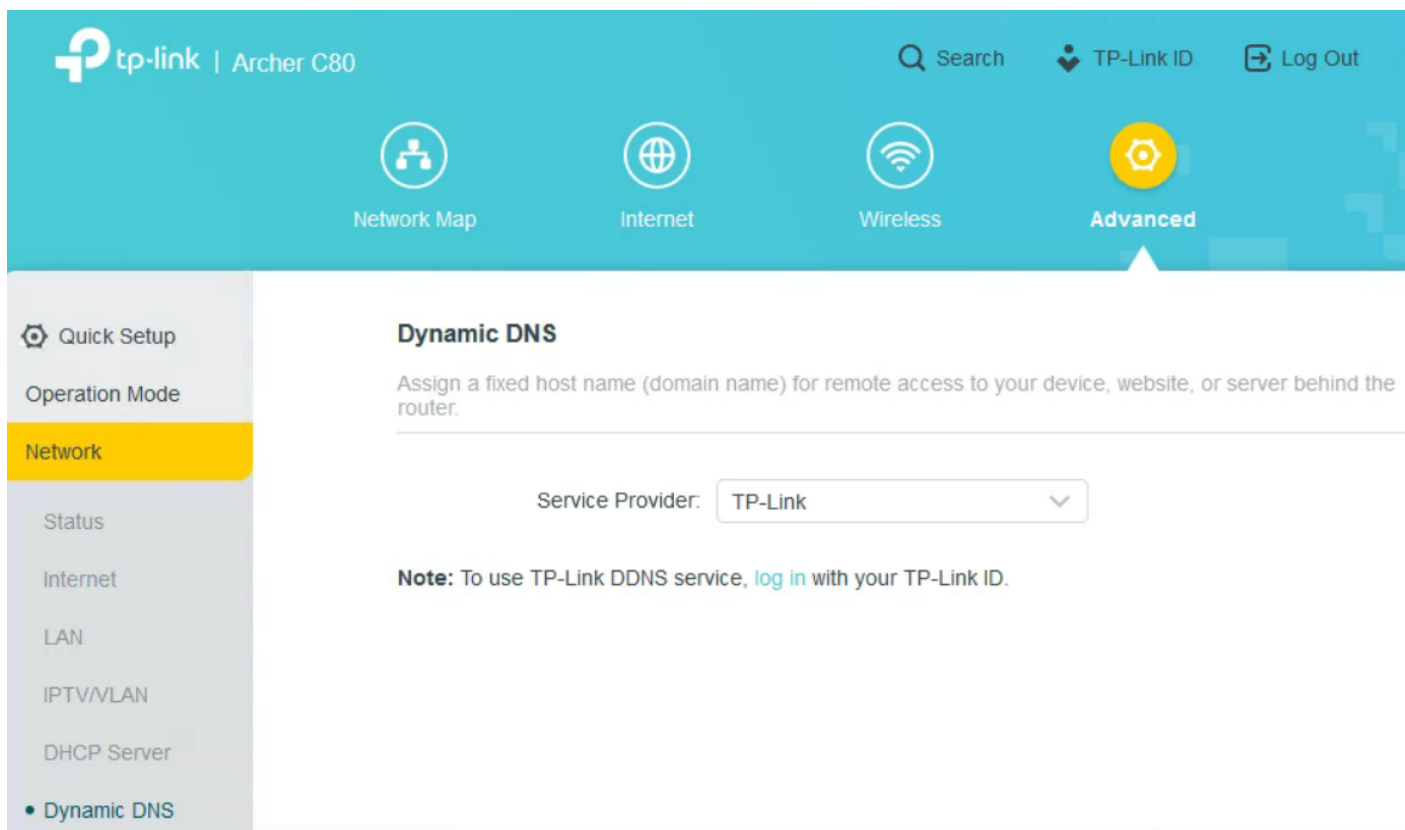 tp-link | Archer C80
Search
TP-Link ID
Log Out
Network Map
Internet
Wireless
Advanced
Quick Setup
Operation Mode
Network
Status
Internet
LAN
IPTV/VLAN
DHCP Server
Dynamic DNS
Dynamic DNS
Assign a fixed host name (domain name) for remote access to your device, website, or server behind the
router.
Service Provider: TP-Link
Note: To use TP-Link DDNS service, log in with your TP-Link ID.